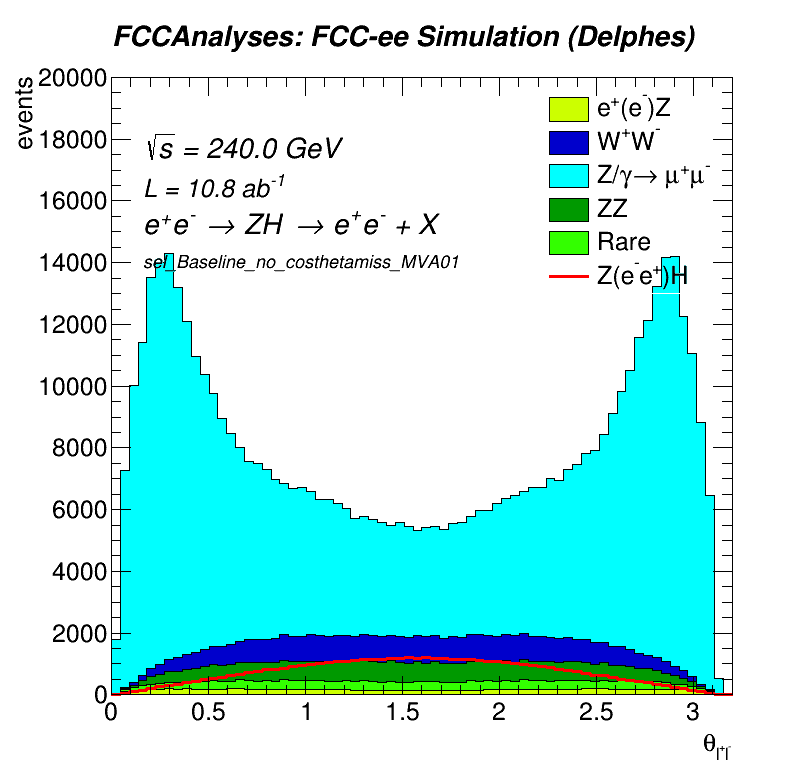 FCCAnalyses: FCC-ee Simulation (Delphes)
events
20000
18000
16000
14000
12000
10000
8000
6000
4000
2000
0
√s = 240.0 GeV
L = 10.8 ab⁻¹
e⁺e⁻ → ZH → e⁺e⁻ + X
sel_Baseline_no_costhetamiss_MVA01
e⁺(e⁻)Z
W⁺W⁻
Z/γ→ μ⁺μ⁻
ZZ
Rare
Z(e⁻e⁺)H
0 0.5 1 1.5 2 2.5 3
θ_l⁺l⁻